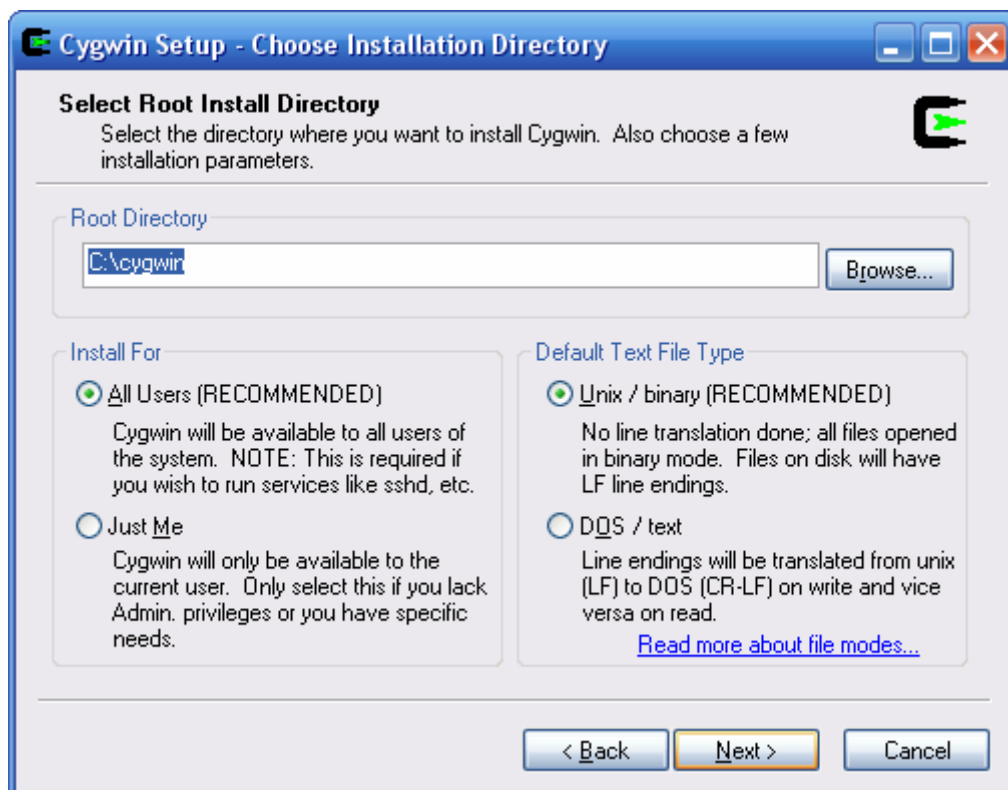 Cygwin Setup - Choose Installation Directory
Select Root Install Directory
Select the directory where you want to install Cygwin. Also choose a few
installation parameters.
Root Directory
C:\cygwin
Browse...
Install For
All Users (RECOMMENDED)
Cygwin will be available to all users of
the system. NOTE: This is required if
you wish to run services like sshd, etc.
Just Me
Cygwin will only be available to the
current user. Only select this if you lack
Admin. privileges or you have specific
needs.
Default Text File Type
Unix / binary (RECOMMENDED)
No line translation done; all files opened
in binary mode. Files on disk will have
LF line endings.
DOS / text
Line endings will be translated from unix
(LF) to DOS (CR-LF) on write and vice
versa on read.
Read more about file modes...
< Back
Next >
Cancel